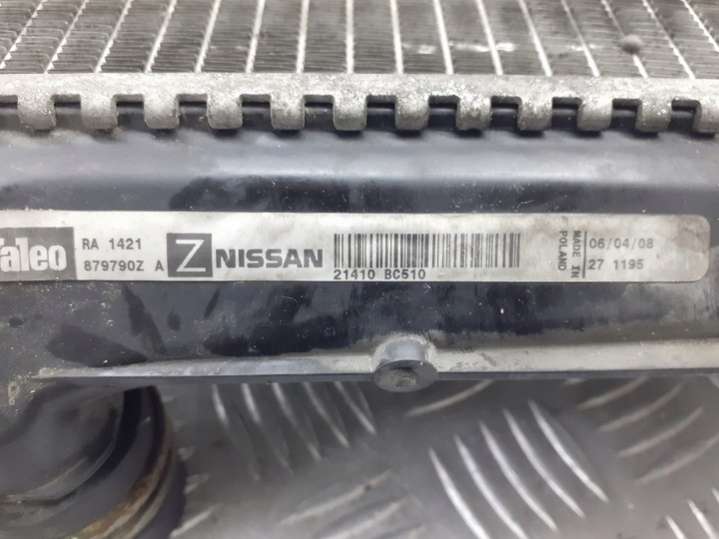 Valeo
RA 1421
879790Z A
Z NISSAN
21410 BC510
MADE IN
POLAND
06/04/08
27 1195